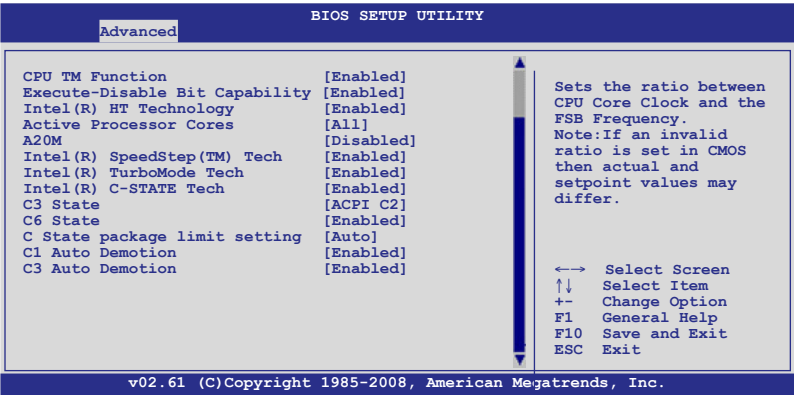 BIOS SETUP UTILITY
Advanced
CPU TM Function [Enabled]
Execute-Disable Bit Capability [Enabled]
Intel(R) HT Technology [Enabled]
Active Processor Cores [All]
A20M [Disabled]
Intel(R) SpeedStep(TM) Tech [Enabled]
Intel(R) TurboMode Tech [Enabled]
Intel(R) C-STATE Tech [Enabled]
C3 State [ACPI C2]
C6 State [Enabled]
C State package limit setting [Auto]
C1 Auto Demotion [Enabled]
C3 Auto Demotion [Enabled]
Sets the ratio between
CPU Core Clock and the
FSB Frequency.
Note:If an invalid
ratio is set in CMOS
then actual and
setpoint values may
differ.
←→ Select Screen
↑↓ Select Item
+- Change Option
F1 General Help
F10 Save and Exit
ESC Exit
v02.61 (C)Copyright 1985-2008, American Megatrends, Inc.